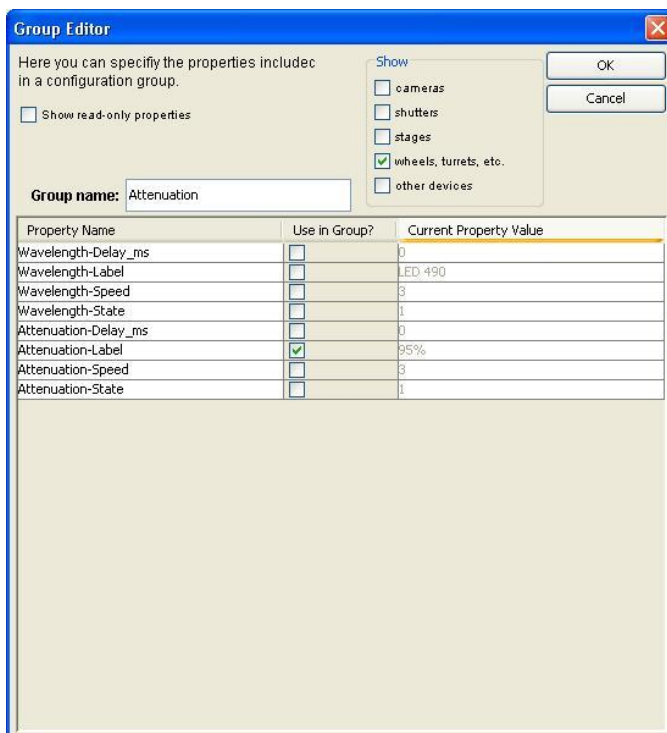 Group Editor
Here you can specifiy the properties includec
in a configuration group.
Show read-only properties
Group name: Attenuation
Show
cameras
shutters
stages
wheels, turrets, etc.
other devices
OK
Cancel
Property Name Use in Group? Current Property Value
Wavelength-Delay_ms 0
Wavelength-Label LED 490
Wavelength-Speed 3
Wavelength-State 1
Attenuation-Delay_ms 0
Attenuation-Label 95%
Attenuation-Speed 3
Attenuation-State 1